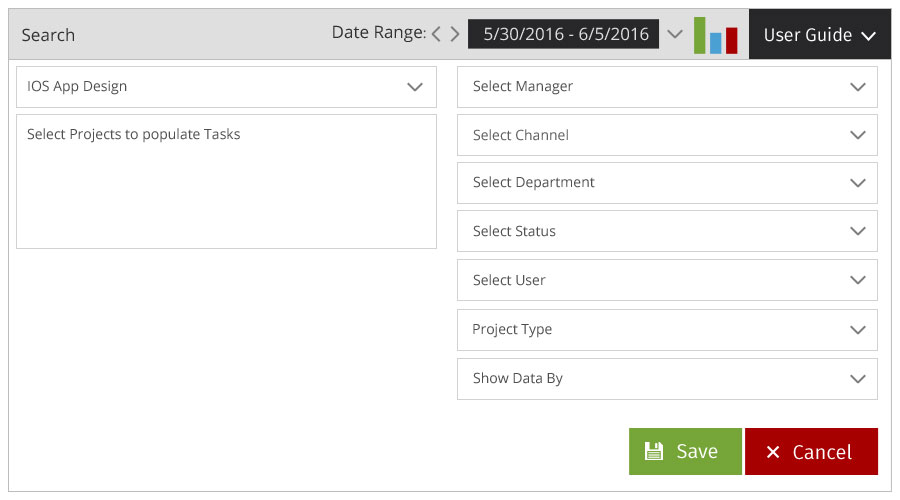 Search
Date Range: 5/30/2016 - 6/5/2016
User Guide
IOS App Design
Select Projects to populate Tasks
Select Manager
Select Channel
Select Department
Select Status
Select User
Project Type
Show Data By
Save
Cancel